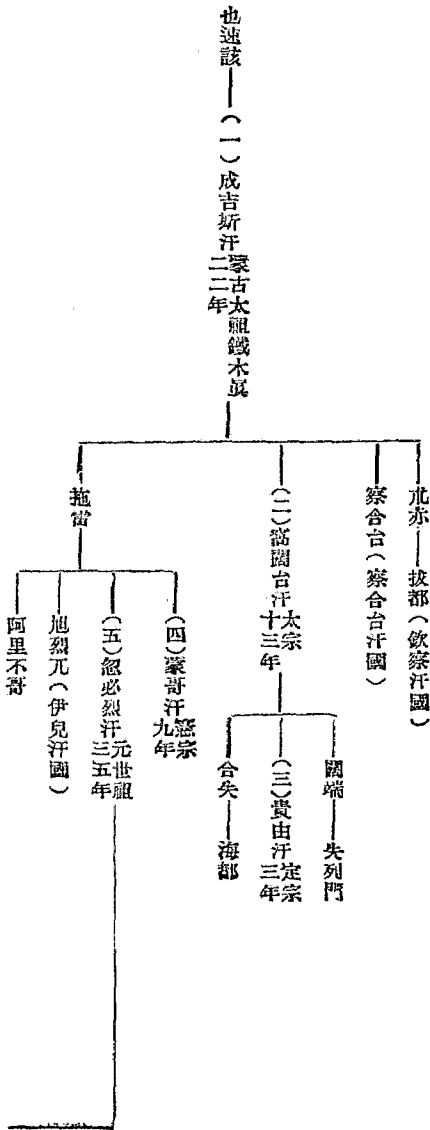 也速該
（一）成吉斯汗
蒙古太祖鐵木眞
二二年
朮赤
拔都（欽察汗國）
察合台（察合台汗國）
（二）窩闊台汗
太宗
十三年
闊端
失列門
（三）貴由汗
定宗
三年
合失
海都
拖雷
（四）蒙哥汗
憲宗
九年
（五）忽必烈汗
元世祖
三五年
旭烈兀（伊兒汗國）
阿里不哥